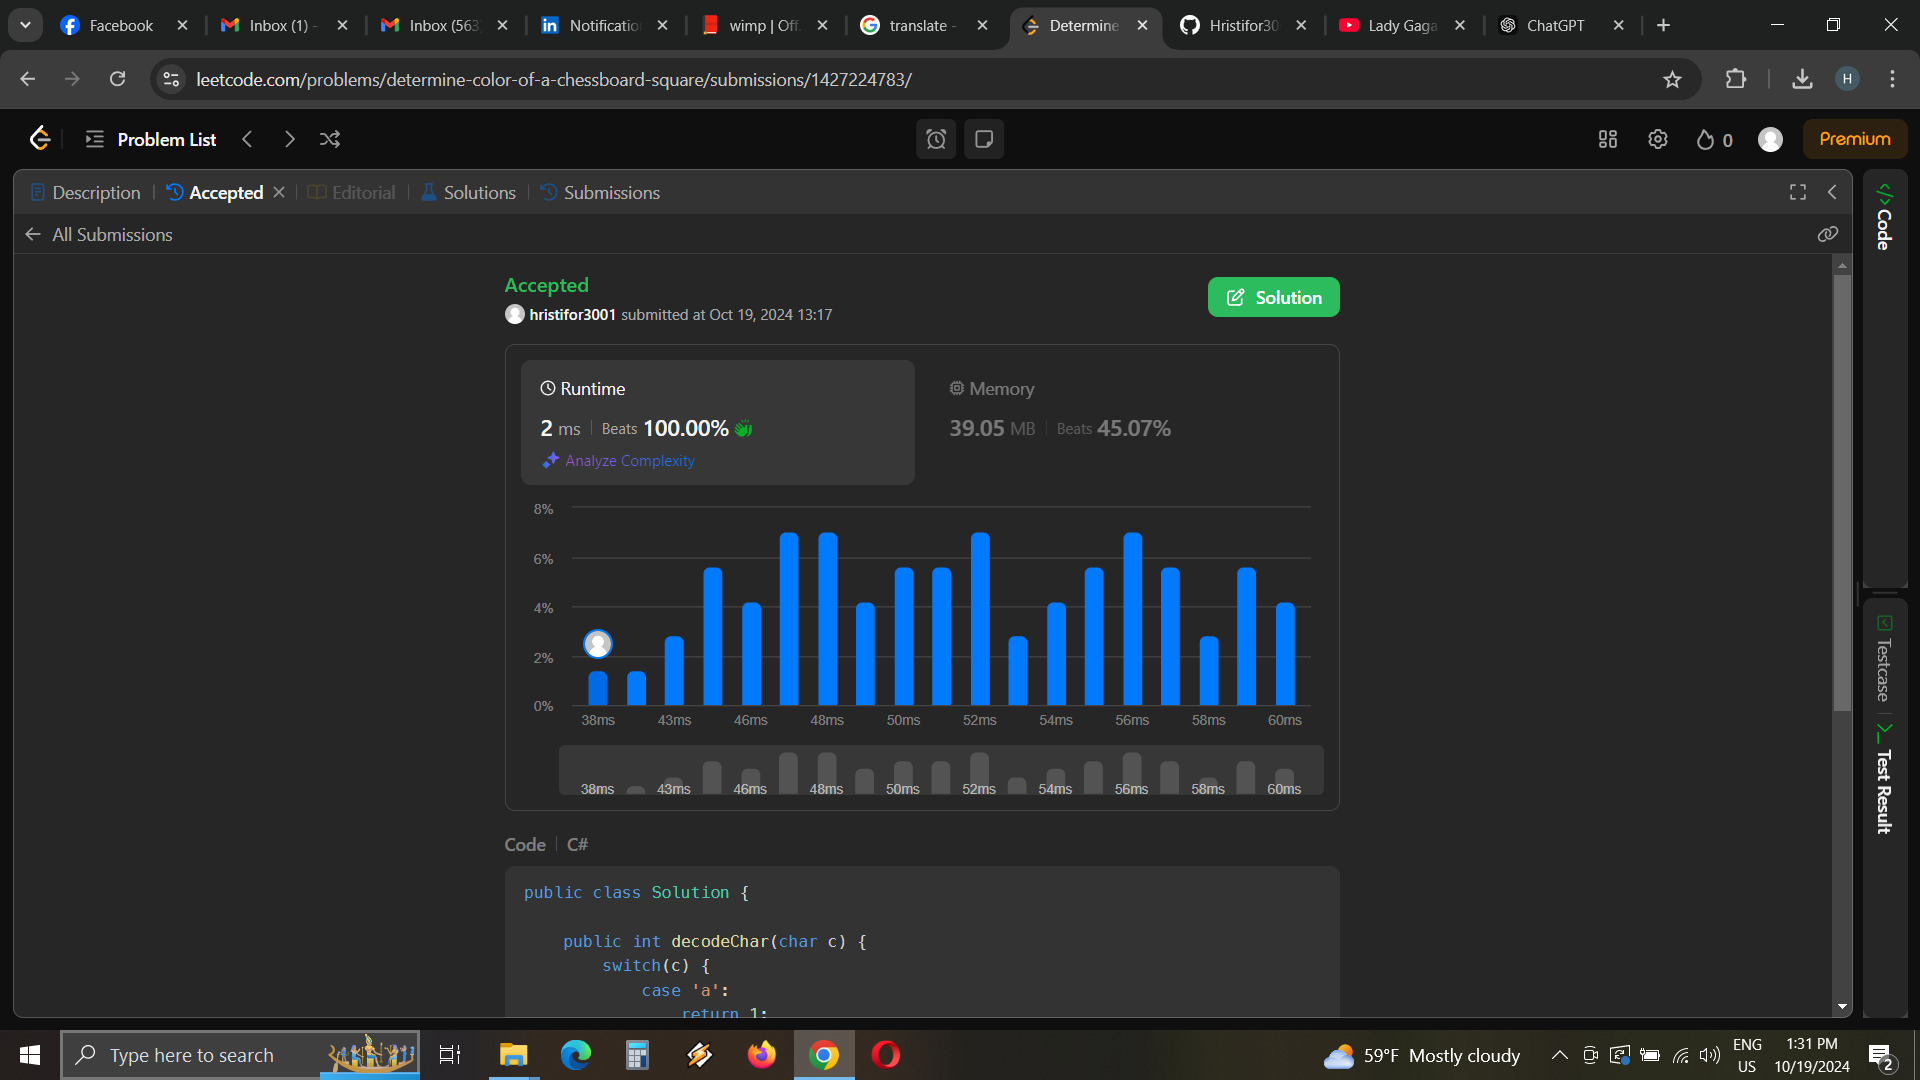 Facebook
Inbox (1) -
Inbox (563
Notificatio
wimp | Off.
translate -
Determine
Hristifor30
Lady Gaga
ChatGPT
leetcode.com/problems/determine-color-of-a-chessboard-square/submissions/1427224783/
H
Problem List
0
Premium
Description
Accepted
Editorial
Solutions
Submissions
All Submissions
Accepted
hristifor3001 submitted at Oct 19, 2024 13:17
Solution
Runtime
2 ms Beats 100.00%
Analyze Complexity
Memory
39.05 MB Beats 45.07%
8%
6%
4%
2%
0%
38ms 43ms 46ms 48ms 50ms 52ms 54ms 56ms 58ms 60ms
38ms 43ms 46ms 48ms 50ms 52ms 54ms 56ms 58ms 60ms
Code C#
public class Solution {
public int decodeChar(char c) {
switch(c) {
case 'a':
return 1;
Code
Testcase
Test Result
Type here to search
59°F Mostly cloudy
ENG
US
1:31 PM
10/19/2024
2